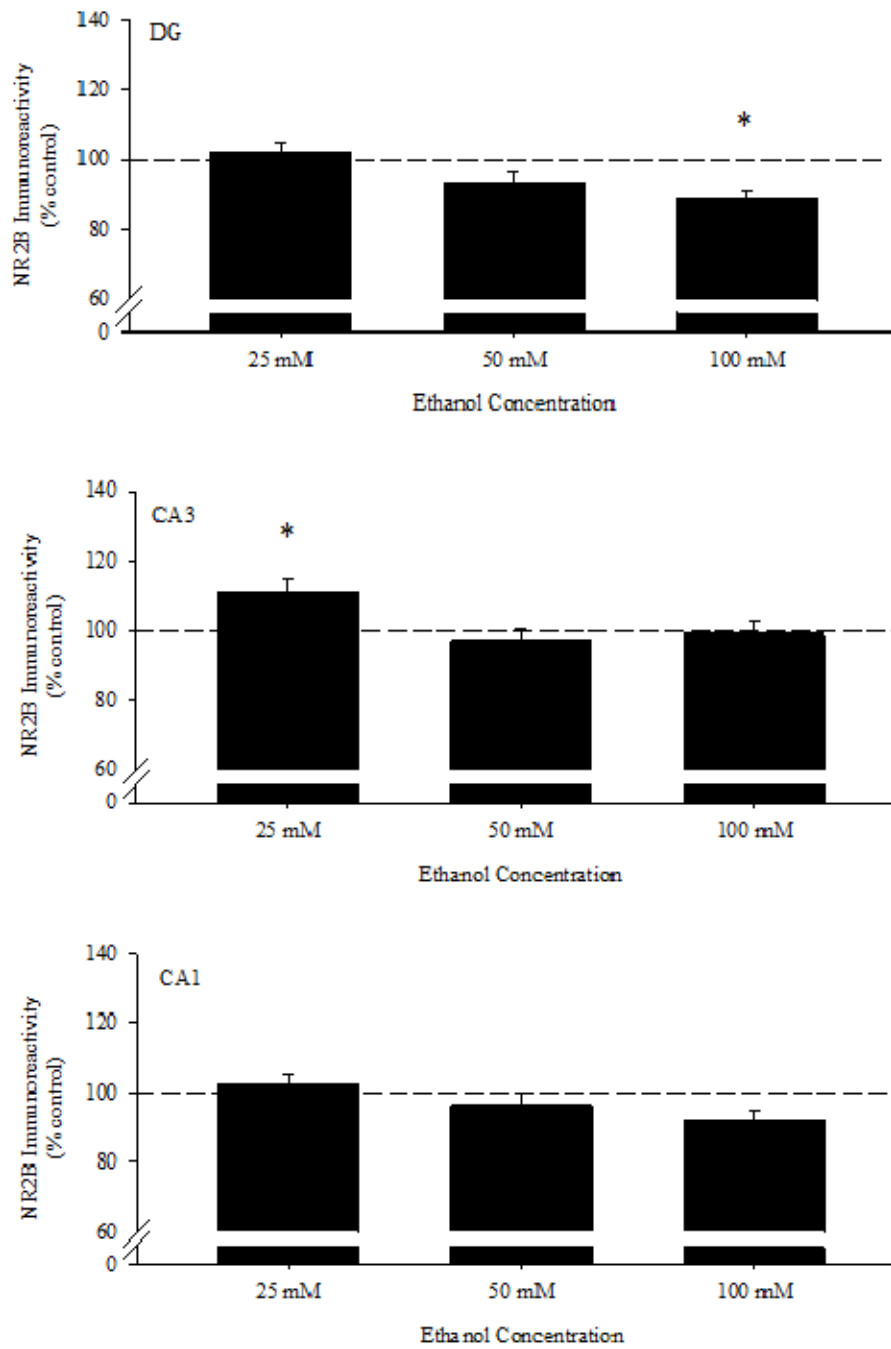 DG
*
NR2B Immunoreactivity
(% control)
140
120
100
80
60
0
25 mM
50 mM
100 mM
Ethanol Concentration
CA3
*
NR2B Immunoreactivity
(% control)
140
120
100
80
60
0
25 mM
50 mM
100 mM
Ethanol Concentration
CA1
NR2B Immunoreactivity
(% control)
140
120
100
80
60
0
25 mM
50 mM
100 mM
Ethanol Concentration